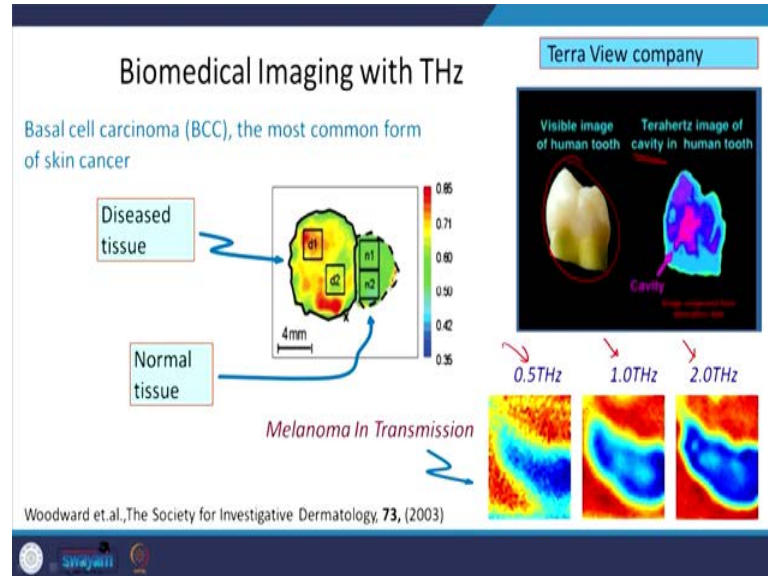 Biomedical Imaging with THz
Terra View company
Basal cell carcinoma (BCC), the most common form
of skin cancer
Diseased
tissue
Normal
tissue
d1
d2
n1
n2
x
4mm
0.85
0.71
0.60
0.50
0.42
0.35
Visible image
of human tooth
Terahertz image of
cavity in human tooth
Cavity
0.5THz
1.0THz
2.0THz
Melanoma In Transmission
Woodward et.al.,The Society for Investigative Dermatology, 73, (2003)
swayam